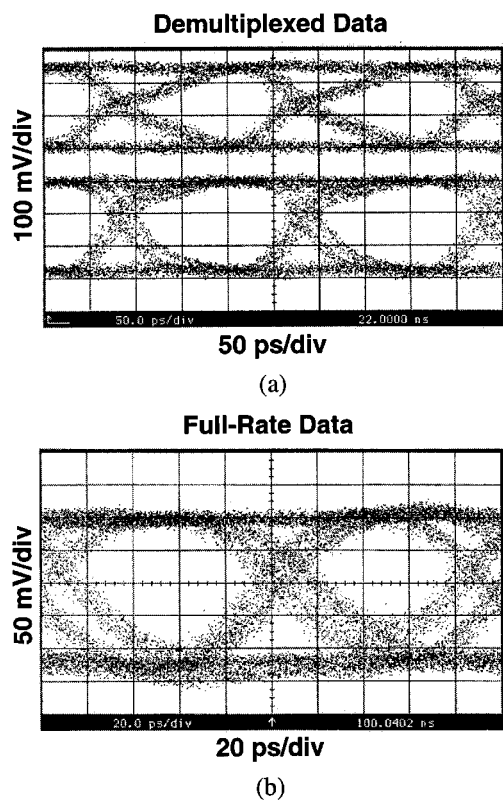 Demultiplexed Data
100 mV/div
50.0 ps/div 22.0000 ns
50 ps/div
(a)
Full-Rate Data
50 mV/div
20.0 ps/div 100.0402 ns
20 ps/div
(b)